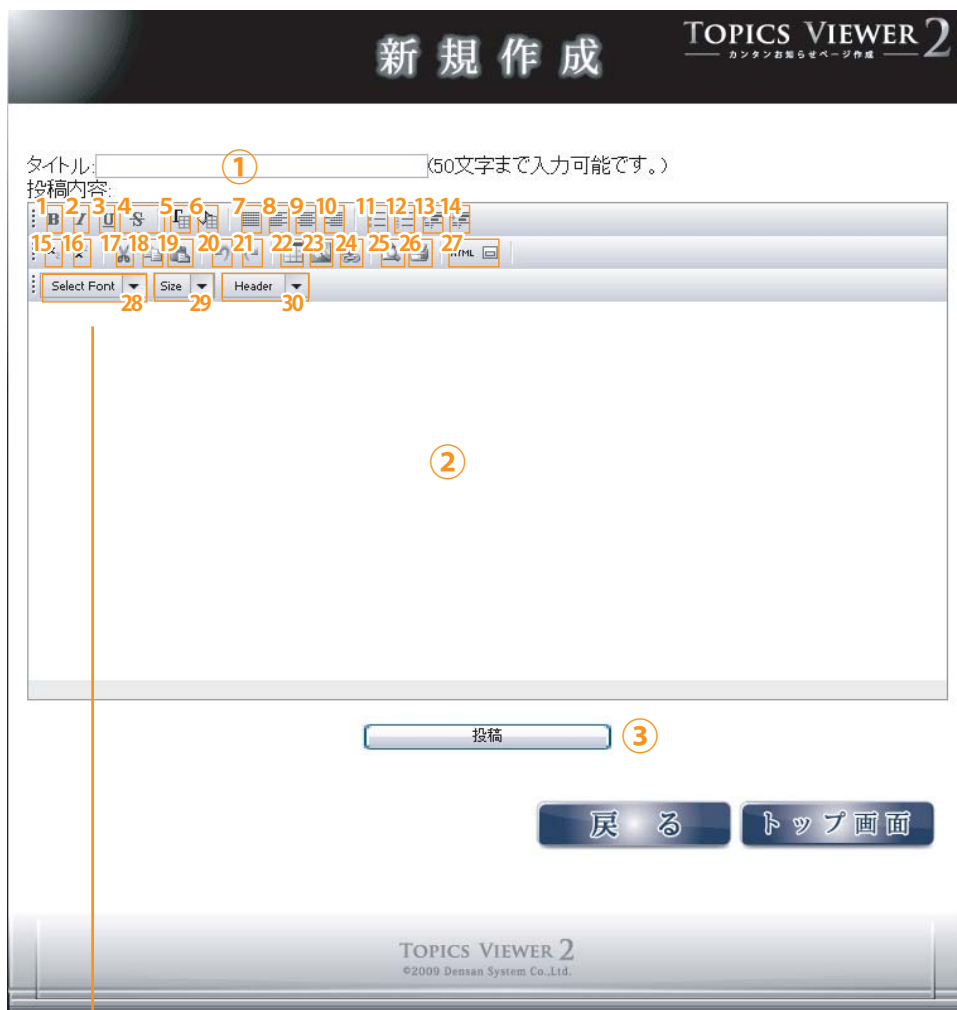 新規作成
TOPICS VIEWER 2
カンタンお知らせページ作成
タイトル: ① (50文字まで入力可能です。)
投稿内容:
1 2 3 4 5 6 7 8 9 10 11 12 13 14
B I U S
15 16 17 18 19 20 21 22 23 24 25 26 27
HTML
Select Font Size Header
28 29 30
②
投稿 ③
戻る トップ画面
TOPICS VIEWER 2
©2009 Densan System Co.,Ltd.